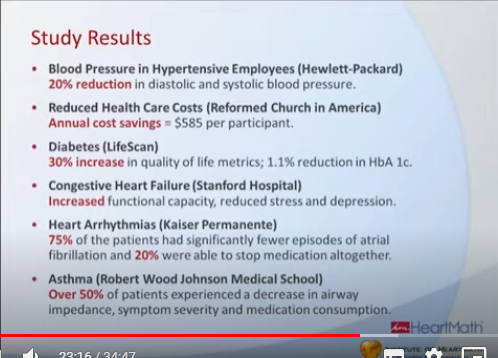 Study Results
• Blood Pressure in Hypertensive Employees (Hewlett-Packard)
20% reduction in diastolic and systolic blood pressure.
• Reduced Health Care Costs (Reformed Church in America)
Annual cost savings = $585 per participant.
• Diabetes (LifeScan)
30% increase in quality of life metrics; 1.1% reduction in HbA 1c.
• Congestive Heart Failure (Stanford Hospital)
Increased functional capacity, reduced stress and depression.
• Heart Arrhythmias (Kaiser Permanente)
75% of the patients had significantly fewer episodes of atrial
fibrillation and 20% were able to stop medication altogether.
• Asthma (Robert Wood Johnson Medical School)
Over 50% of patients experienced a decrease in airway
impedance, symptom severity and medication consumption.
HeartMath
23:16 / 34:47